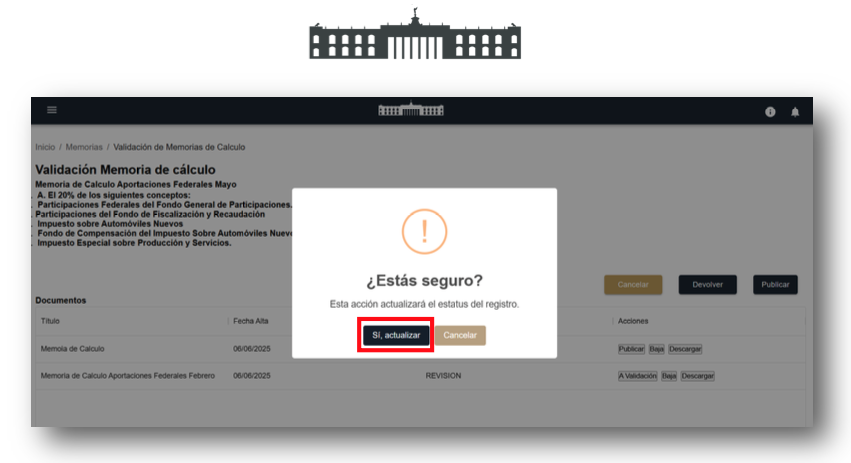 Inicio / Memorias / Validación de Memorias de Calculo
Validación Memoria de cálculo
Memoria de Calculo Aportaciones Federales Mayo
A. El 20% de los siguientes conceptos:
Participaciones Federales del Fondo General de Participaciones.
Participaciones del Fondo de Fiscalización y Recaudación
Impuesto sobre Automóviles Nuevos
Fondo de Compensación del Impuesto Sobre Automóviles
Impuesto Especial sobre Producción y Servicios.
!
¿Estás seguro?
Esta acción actualizará el estatus del registro.
Sí, actualizar Cancelar
Cancelar Devolver Publicar
Documentos
Título Fecha Alta Acciones
Memoia de Calculo 06/06/2025 Publicar Baja Descargar
Memoria de Calculo Aportaciones Federales Febrero 06/06/2025 REVISION A Validación Baja Descargar